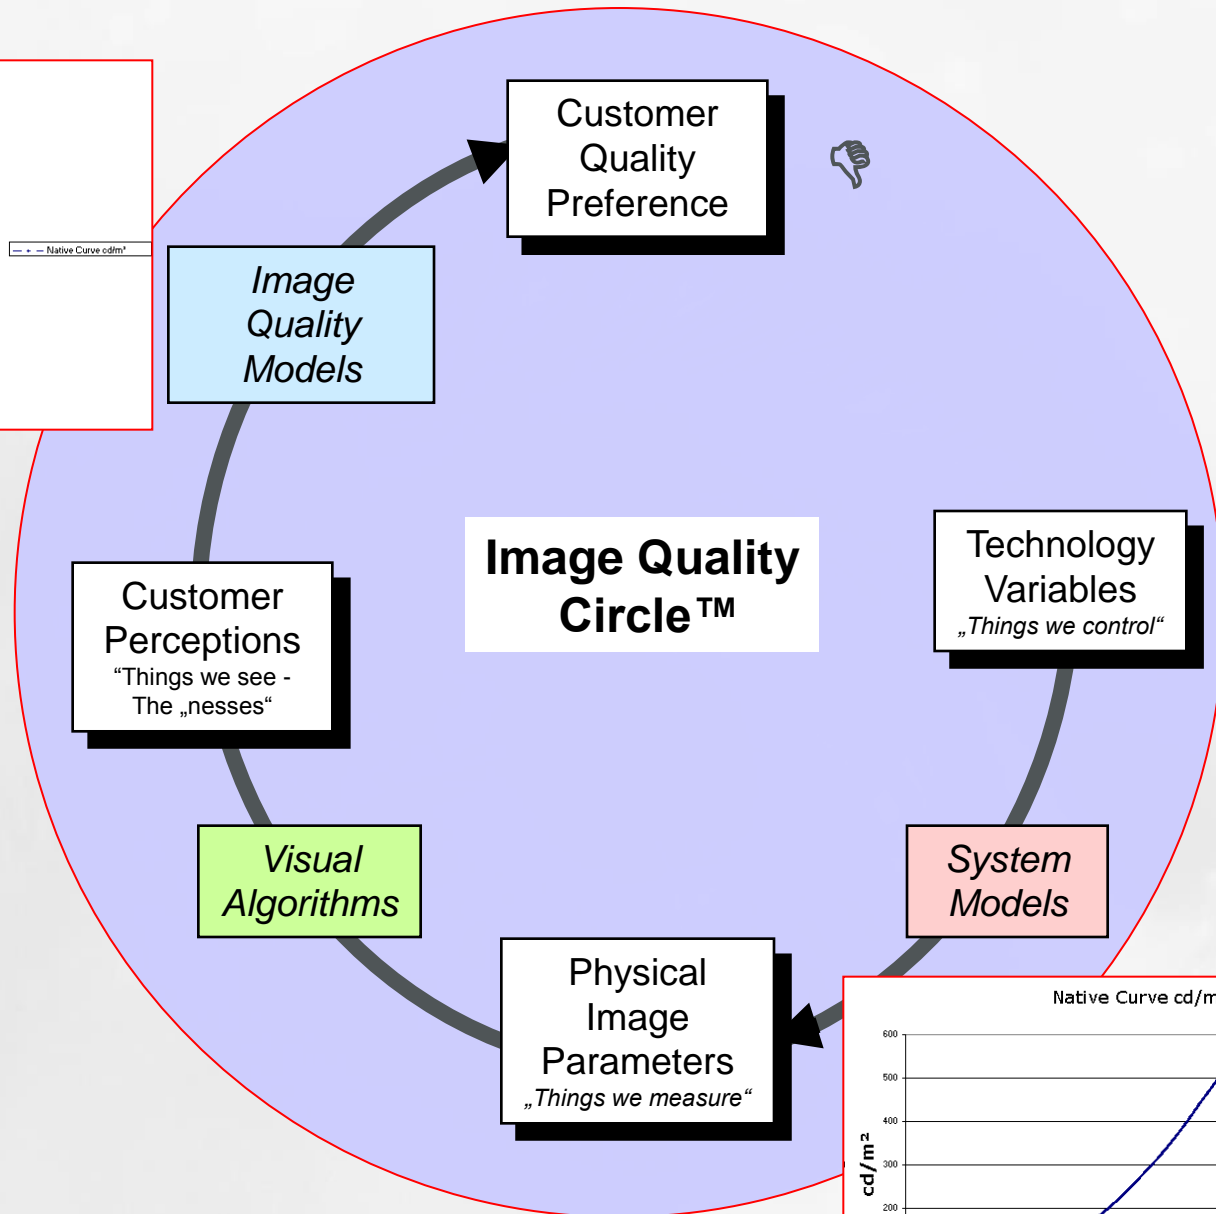 Customer
Quality
Preference
— + — Native Curve cd/m²
Image
Quality
Models
Image Quality
Circle™
Technology
Variables
„Things we control“
Customer
Perceptions
“Things we see -
The „nesses“
Visual
Algorithms
System
Models
Physical
Image
Parameters
„Things we measure“
Native Curve cd/m
600
500
400
300
200
cd/m²